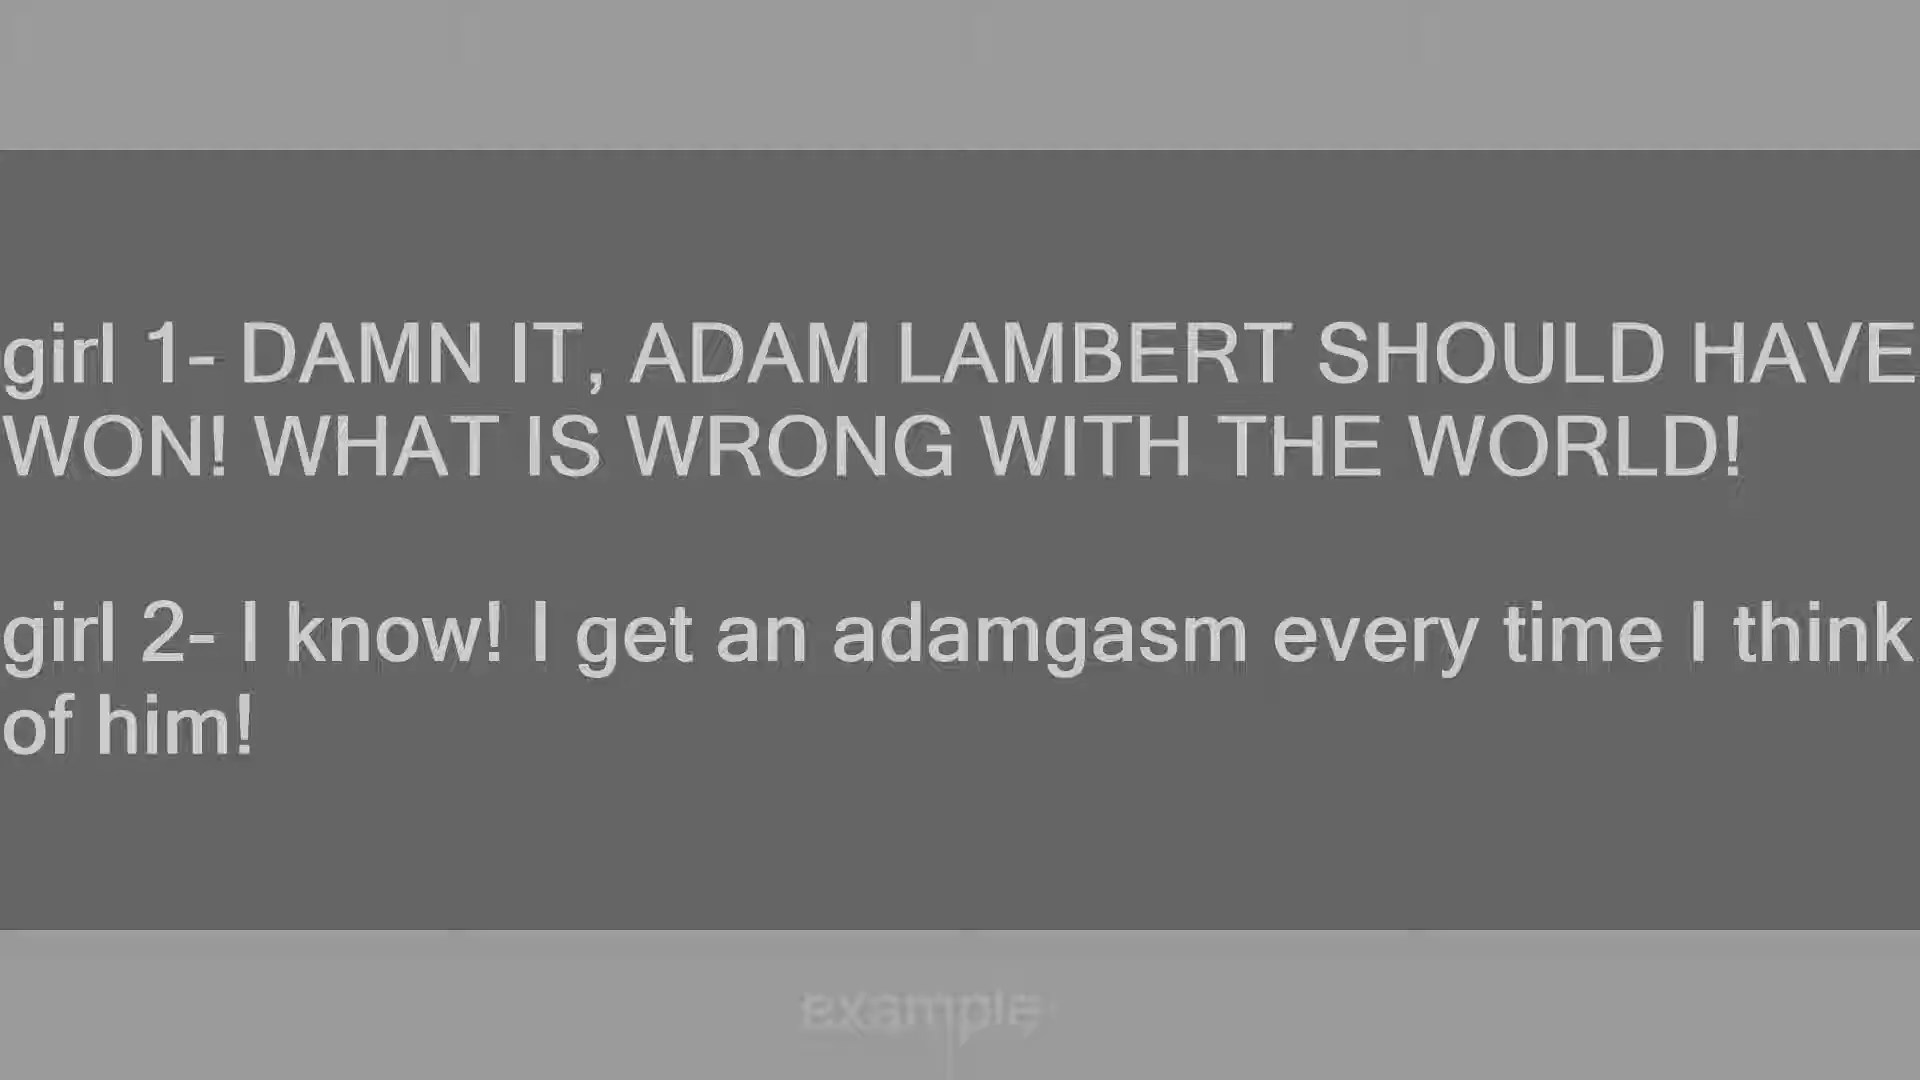 girl 1- DAMN IT, ADAM LAMBERT SHOULD HAVE
WON! WHAT IS WRONG WITH THE WORLD!
girl 2- I know! I get an adamgasm every time I think
of him!
example